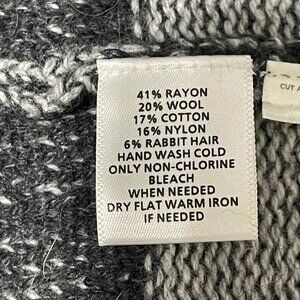 41% RAYON
20% WOOL
17% COTTON
16% NYLON
6% RABBIT HAIR
HAND WASH COLD
ONLY NON-CHLORINE
BLEACH
WHEN NEEDED
DRY FLAT WARM IRON
IF NEEDED
CUT A